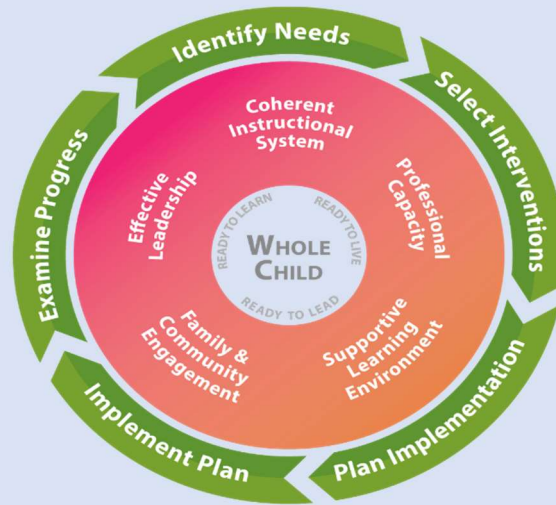 Identify Needs
Select Interventions
Plan Implementation
Implement Plan
Examine Progress
Coherent
Instructional
System
Professional
Capacity
Supportive
Learning
Environment
Family &
Community
Engagement
Effective
Leadership
READY TO LEARN
READY TO LIVE
READY TO LEAD
WHOLE
CHILD